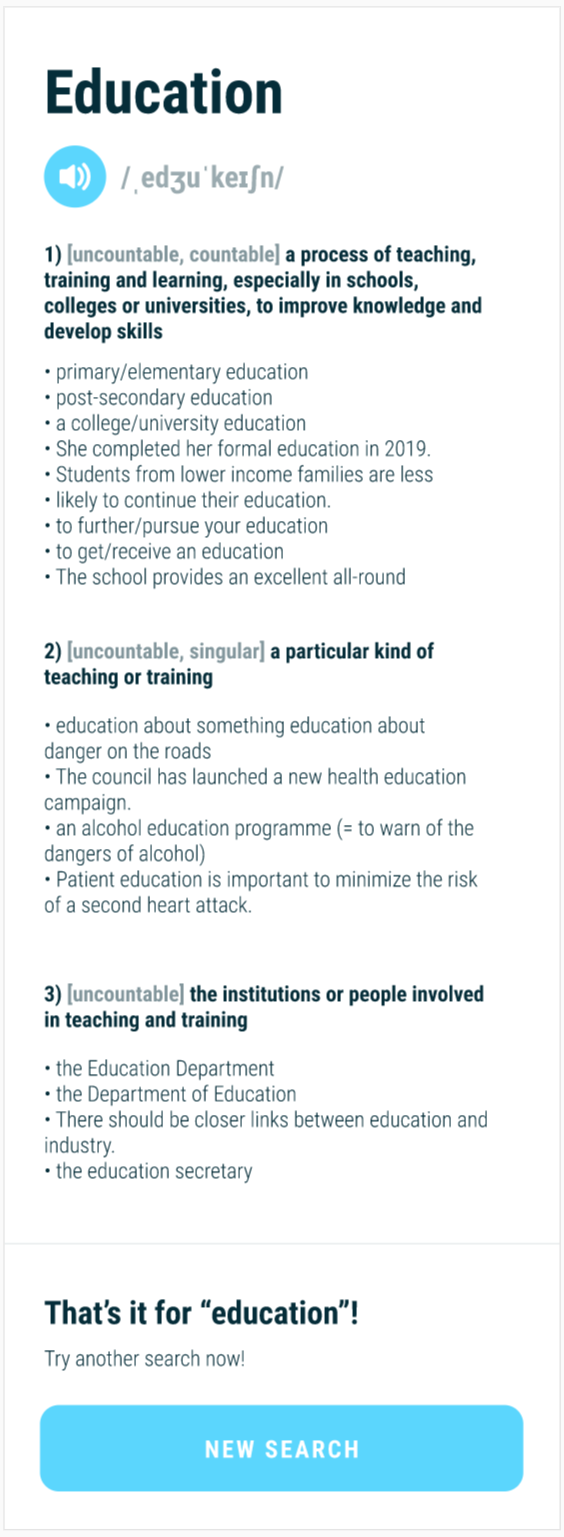 Education
/ˌedʒuˈkeɪʃn/
1) [uncountable, countable] a process of teaching,
training and learning, especially in schools,
colleges or universities, to improve knowledge and
develop skills
• primary/elementary education
• post-secondary education
• a college/university education
• She completed her formal education in 2019.
• Students from lower income families are less
• likely to continue their education.
• to further/pursue your education
• to get/receive an education
• The school provides an excellent all-round
2) [uncountable, singular] a particular kind of
teaching or training
• education about something education about
danger on the roads
• The council has launched a new health education
campaign.
• an alcohol education programme (= to warn of the
dangers of alcohol)
• Patient education is important to minimize the risk
of a second heart attack.
3) [uncountable] the institutions or people involved
in teaching and training
• the Education Department
• the Department of Education
• There should be closer links between education and
industry.
• the education secretary
That’s it for “education”!
Try another search now!
NEW SEARCH